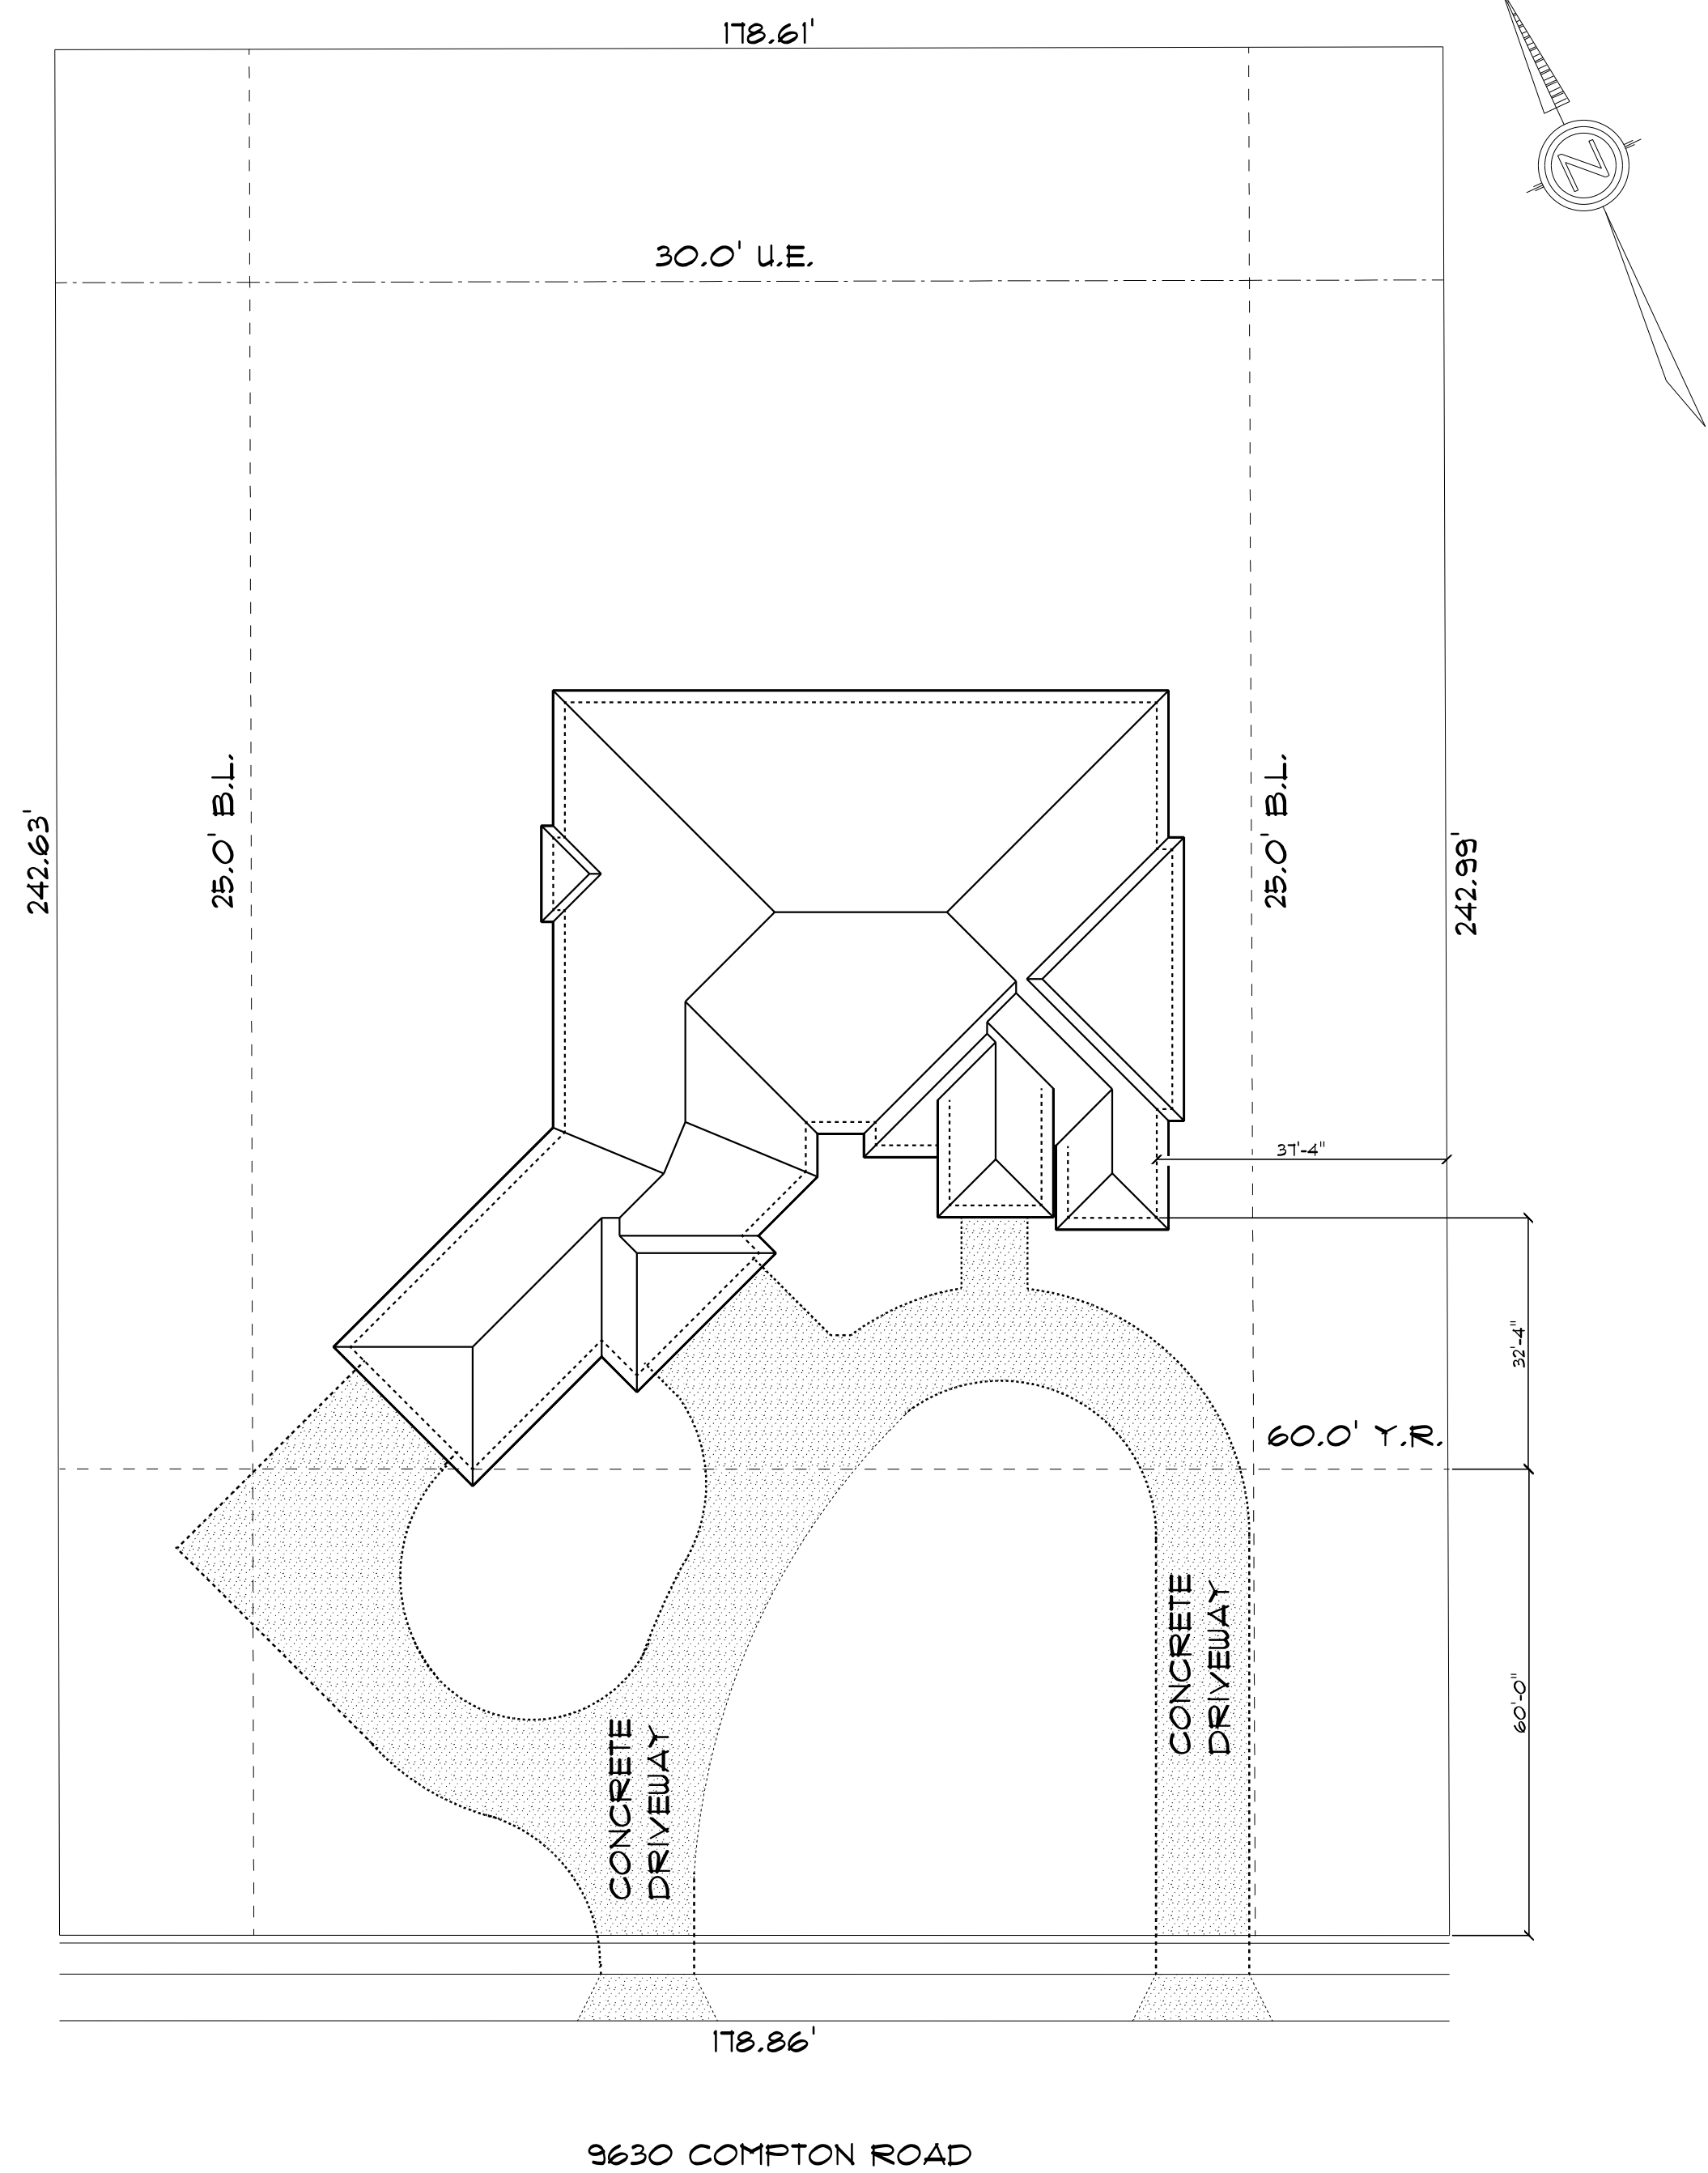 178.61'
N
30.0' U.E.
242.63'
25.0' B.L.
25.0' B.L.
242.99'
37'-4"
32'-4"
60.0' Y.R.
CONCRETE
DRIVEWAY
CONCRETE
DRIVEWAY
60'-0"
178.86'
9630 COMPTON ROAD